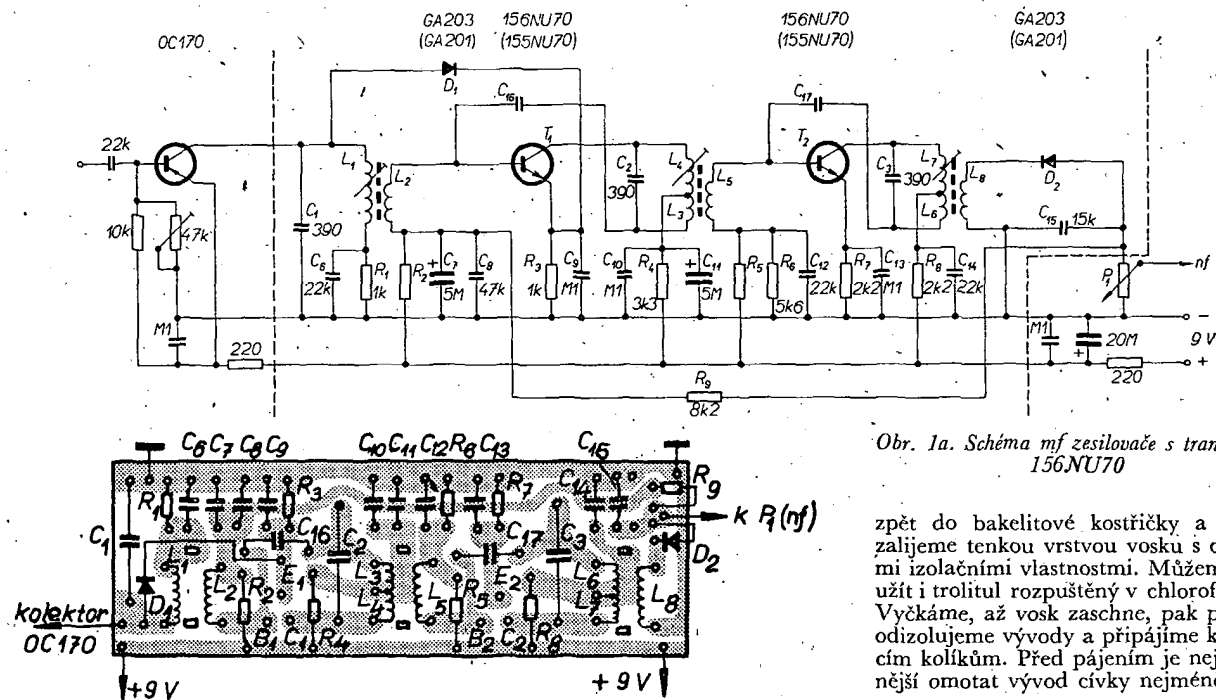 OC170
GA203
(GA201)
156NU70
(155NU70)
156NU70
(155NU70)
GA203
(GA201)
D1
C16
C17
T1
T2
22k
L1
L2
C2
390
L4
L3
L5
C3
390
L7
L6
L8
D2
10k
47k
C1
390
C15
15k
C6
22k
R1
1k
R2
+
C7
5M
C8
47k
R3
1k
C9
M1
C10
M1
R4
3k3
+
C11
5M
R5
R6
5k6
C12
22k
R7
2k2
C13
M1
R8
2k2
C14
22k
P1
nf
M1
220
M1
20M
+
−
9 V
+
220
R9
8k2
C6 C7 C8 C9
C10 C11 C12 R6 C13
C15
R1
R3
R7
C14
R9
C1
C16
C2
C17
C3
k P1 (nf)
D2
L1
L2
E1
L3
L4
L5
E2
L6
L7
L8
D1
R2
R5
kolektor
OC170
B1
C1
R4
B2
C2
R8
+9V
+9V
Obr. 1a. Schéma mf zesilovače s tran
156NU70
zpět do bakelitové kostřičky a
zalijeme tenkou vrstvou vosku s d
mi izolačními vlastnostmi. Můžem
užít i trolitul rozpuštěný v chlorof
Vyčkáme, až vosk zaschne, pak p
odizolujeme vývody a připájíme k
cím kolíkům. Před pájením je nej
nější omotat vývod cívky nejméně